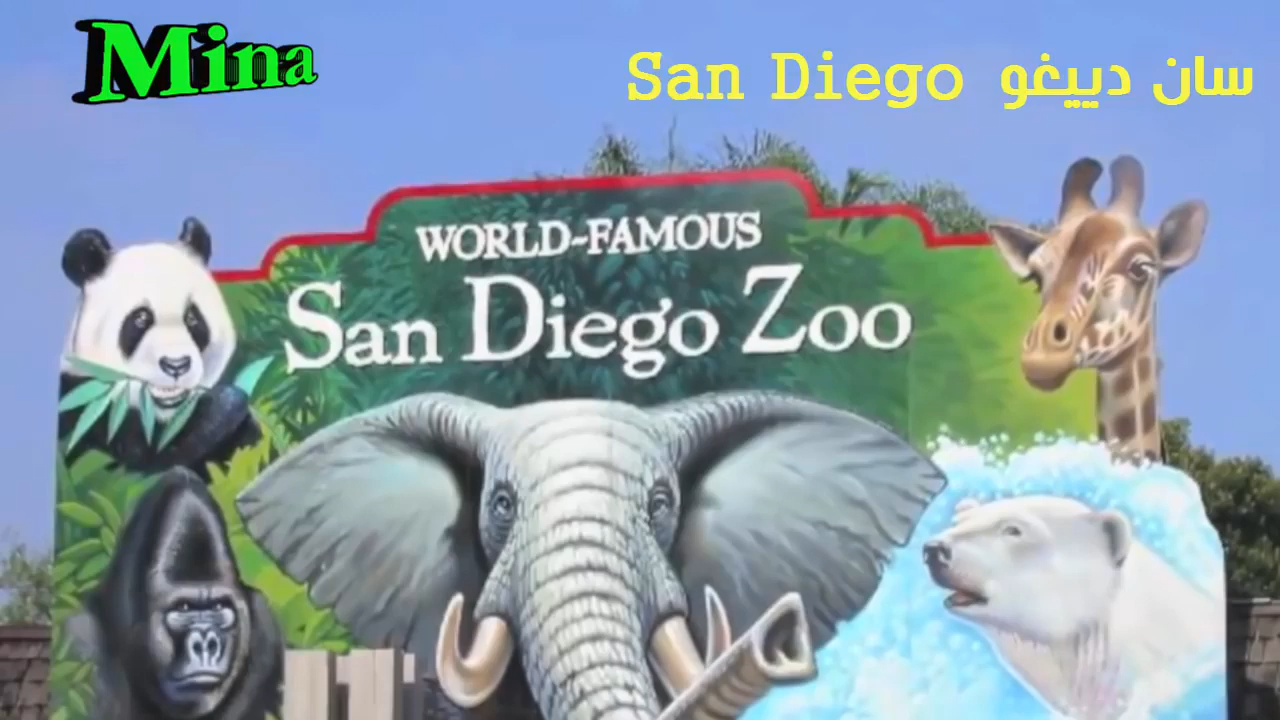 Mina
San Diego سان دييغو
WORLD-FAMOUS
San Diego Zoo